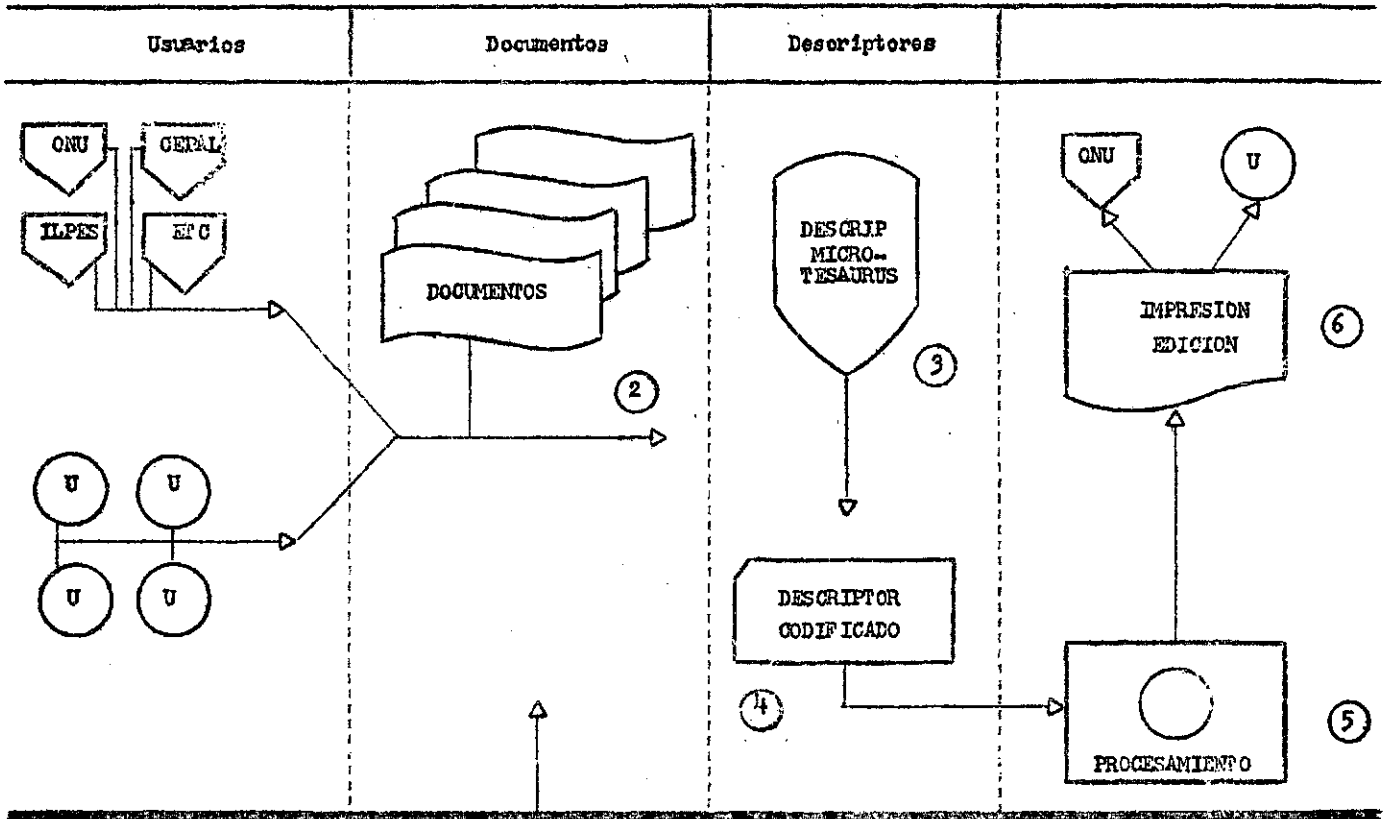 Usuarios
Documentos
Descriptores
ONU
CEPAL
ILPES
ETC
U
U
U
U
DOCUMENTOS
2
DESCRIP
MICRO-
TESAURUS
3
DESCRIPTOR
CODIFICADO
4
ONU
U
IMPRESION
EDICION
6
PROCESAMIENTO
5